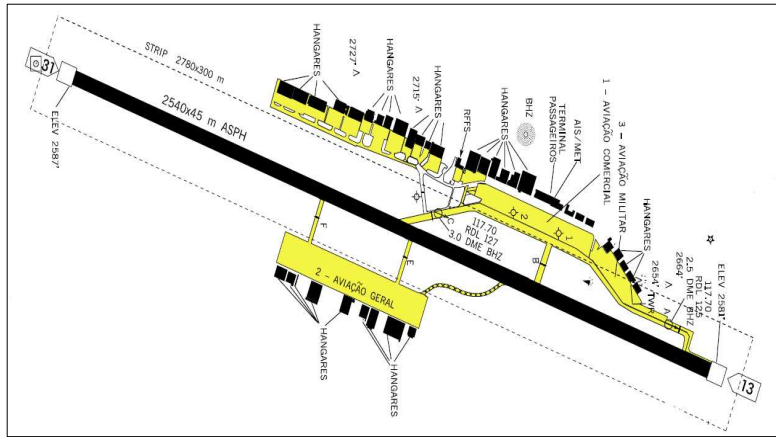 31
ELEV 2587'
STRIP 2780x300 m
2540x45 m ASPH
HANGARES
2727' Λ
HANGARES
2715' Λ
HANGARES
RFFS
HANGARES
BHZ
TERMINAL
PASSAGEIROS
AIS/MET
1 - AVIAÇÃO COMERCIAL
3 - AVIAÇÃO MILITAR
HANGARES
2654' Λ
TWR
2664' Λ
2.5 DME BHZ
RDL 125
117.70
ELEV 2581'
13
A
B
C
E
F
1
2
117.70
RDL 127
3.0 DME BHZ
2 - AVIAÇÃO GERAL
HANGARES
HANGARES